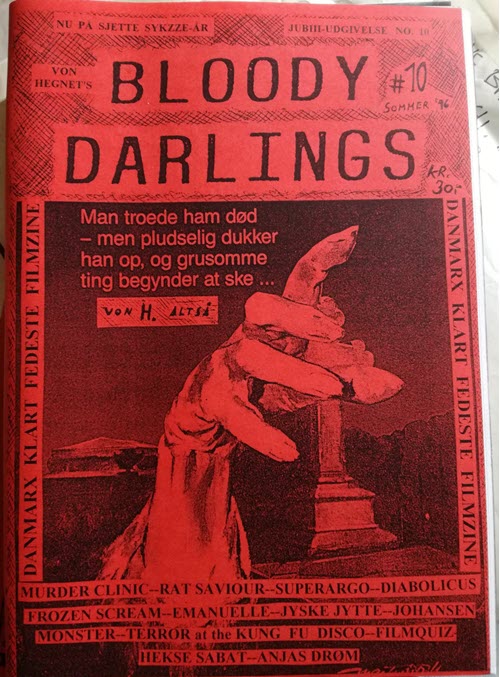 NU PÅ SJETTE SYKZZE-ÅR
JUBIII-UDGIVELSE NO. 10
VON
HEGNET'S
BLOODY
DARLINGS
#10
SOMMER '96
KR.
30,-
DANMARX KLART FEDESTE FILMZINE
Man troede ham død
– men pludselig dukker
han op, og grusomme
ting begynder at ske ...
VON H. ALTSÅ
DANMARX KLART FEDESTE FILMZINE
MURDER CLINIC--RAT SAVIOUR--SUPERARGO--DIABOLICUS
FROZEN SCREAM--EMANUELLE--JYSKE JYTTE--JOHANSEN
MONSTER--TERROR at the KUNG FU DISCO--FILMQUIZ
HEKSE SABAT--ANJAS DRØM